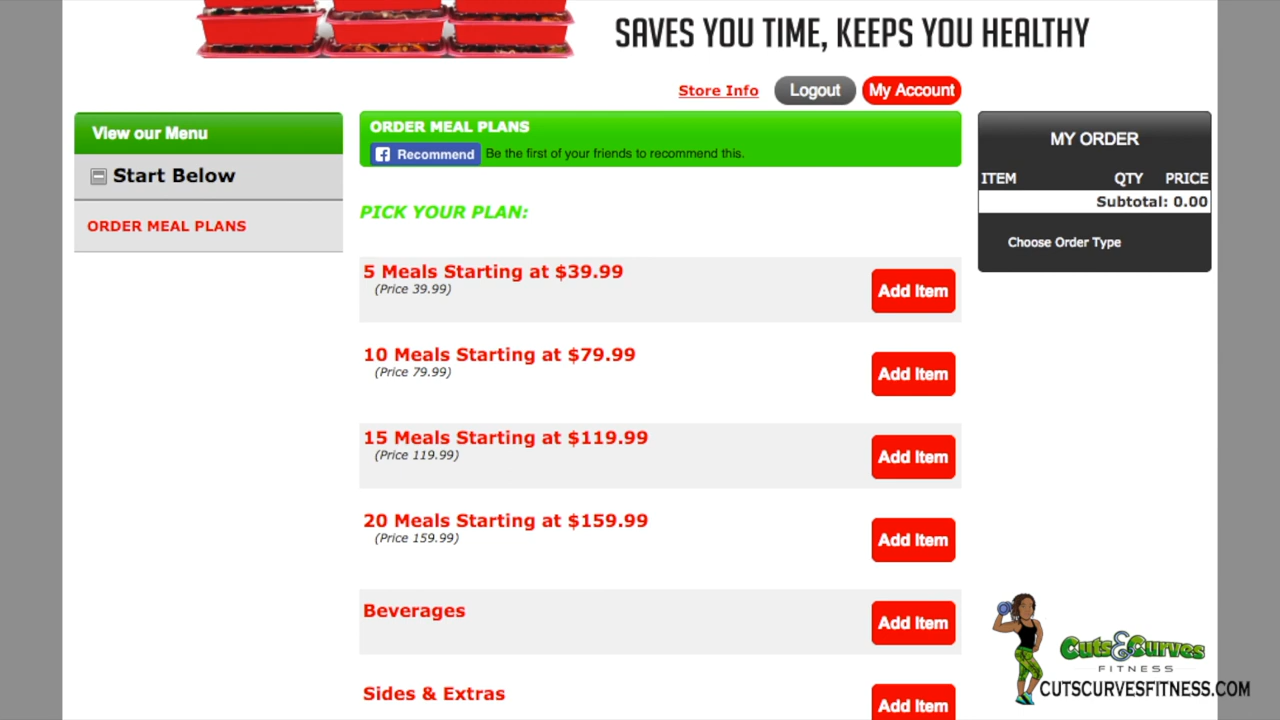 SAVES YOU TIME, KEEPS YOU HEALTHY
Store Info
Logout
My Account
View our Menu
Start Below
ORDER MEAL PLANS
ORDER MEAL PLANS
Recommend
Be the first of your friends to recommend this.
PICK YOUR PLAN:
5 Meals Starting at $39.99
(Price 39.99)
Add Item
10 Meals Starting at $79.99
(Price 79.99)
Add Item
15 Meals Starting at $119.99
(Price 119.99)
Add Item
20 Meals Starting at $159.99
(Price 159.99)
Add Item
Beverages
Add Item
Sides & Extras
Add Item
MY ORDER
ITEM QTY PRICE
Subtotal: 0.00
Choose Order Type
Cuts & Curves
FITNESS
CUTSCURVESFITNESS.COM